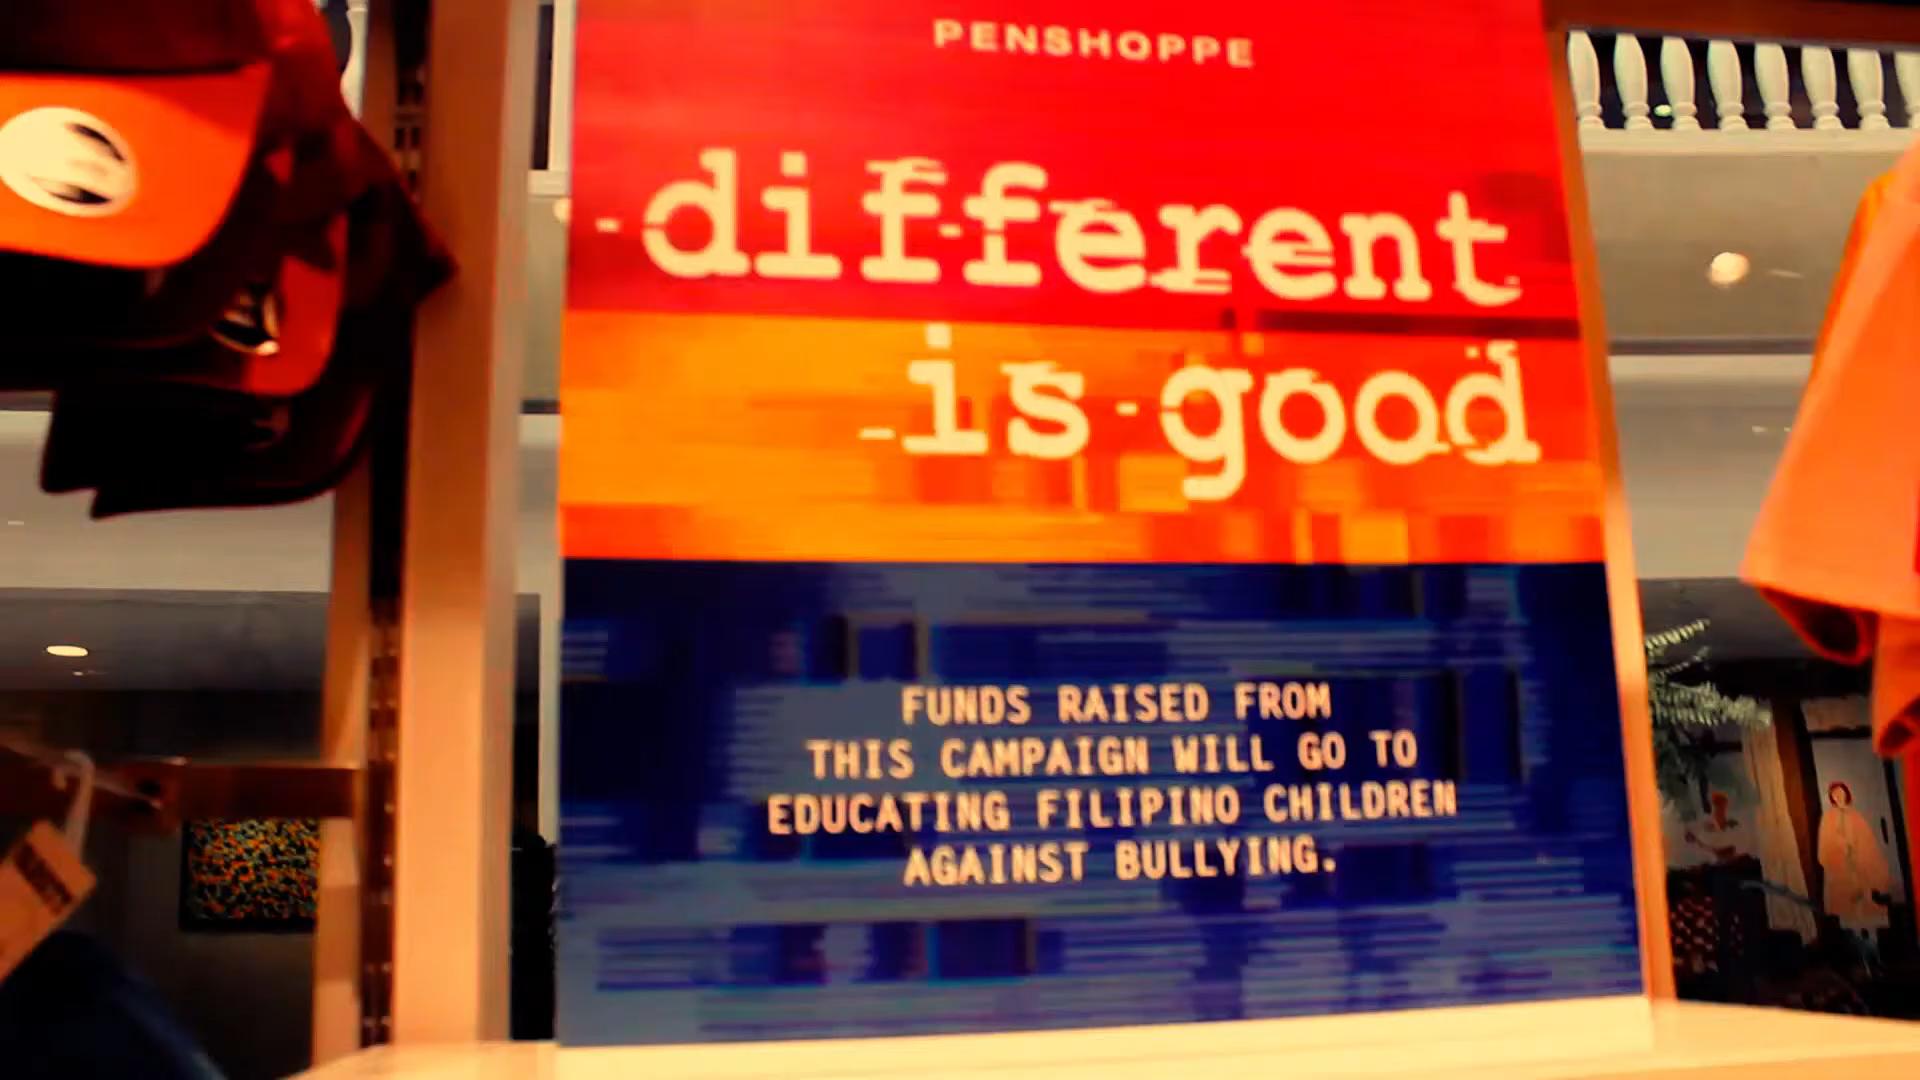 PENSHOPPE
different
is good
FUNDS RAISED FROM
THIS CAMPAIGN WILL GO TO
EDUCATING FILIPINO CHILDREN
AGAINST BULLYING.